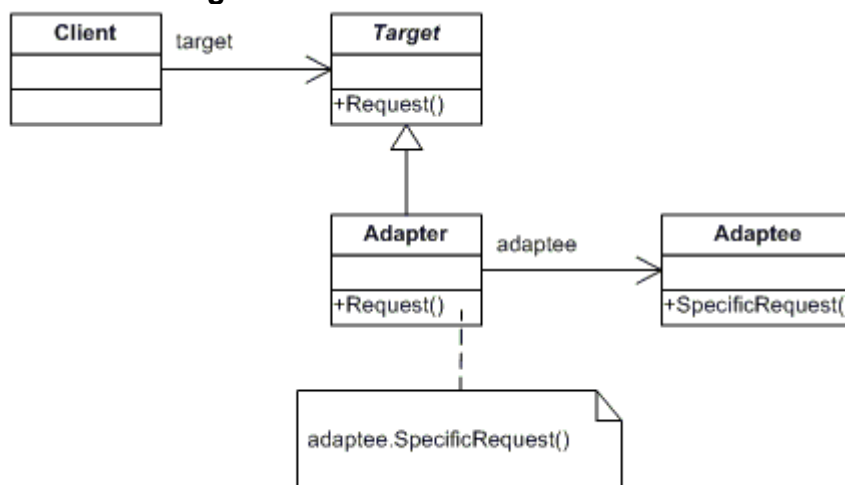 Client
target
Target
+Request()
Adapter
adaptee
Adaptee
+Request()
+SpecificRequest(
adaptee.SpecificRequest()